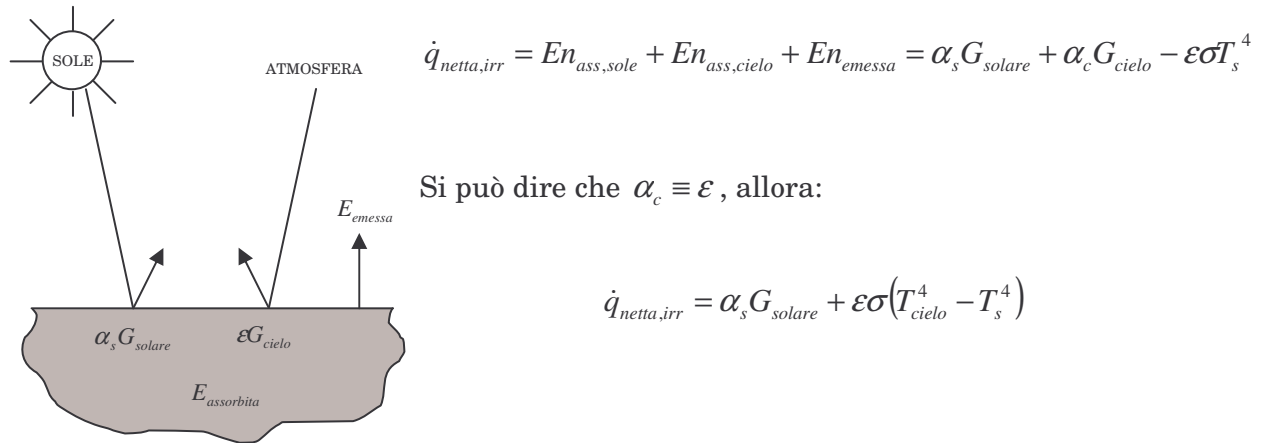 SOLE
ATMOSFERA
q̇_netta,irr = En_ass,sole + En_ass,cielo + En_emessa = α_s G_solare + α_c G_cielo − εσT_s^4
Si può dire che α_c ≡ ε , allora:
E_emessa
q̇_netta,irr = α_s G_solare + εσ(T_cielo^4 − T_s^4)
α_s G_solare
εG_cielo
E_assorbita